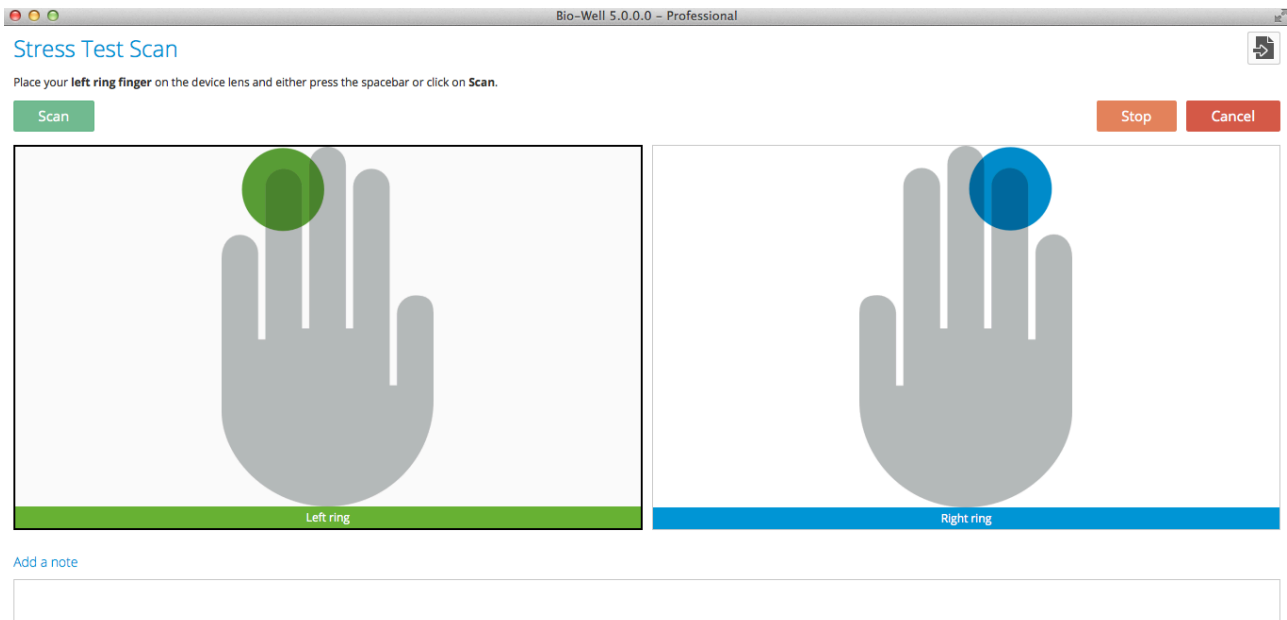 Bio-Well 5.0.0.0 – Professional
Stress Test Scan
Place your left ring finger on the device lens and either press the spacebar or click on Scan.
Scan
Stop
Cancel
Left ring
Right ring
Add a note